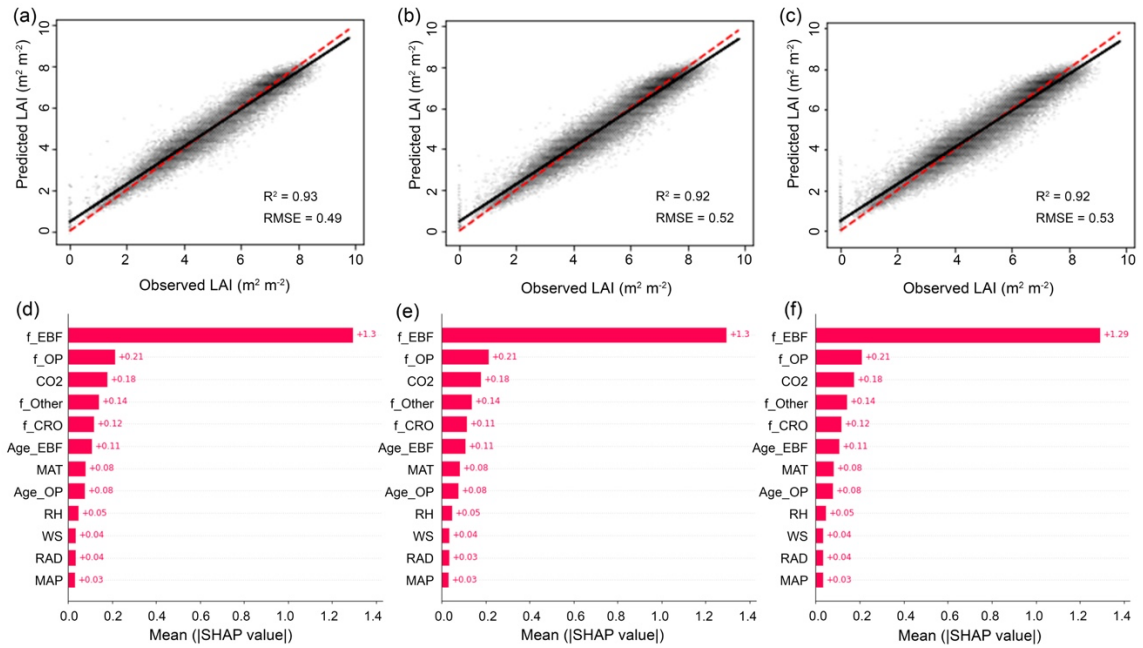 (a)
10
8
6
4
2
0
Predicted LAI (m² m⁻²)
R² = 0.93
RMSE = 0.49
0 2 4 6 8 10
Observed LAI (m² m⁻²)
(b)
10
8
6
4
2
0
Predicted LAI (m² m⁻²)
R² = 0.92
RMSE = 0.52
0 2 4 6 8 10
Observed LAI (m² m⁻²)
(c)
10
8
6
4
2
0
Predicted LAI (m² m⁻²)
R² = 0.92
RMSE = 0.53
0 2 4 6 8 10
Observed LAI (m² m⁻²)
(d)
f_EBF +1.3
f_OP +0.21
CO2 +0.18
f_Other +0.14
f_CRO +0.12
Age_EBF +0.11
MAT +0.08
Age_OP +0.08
RH +0.05
WS +0.04
RAD +0.04
MAP +0.03
0.0 0.2 0.4 0.6 0.8 1.0 1.2 1.4
Mean (|SHAP value|)
(e)
f_EBF +1.3
f_OP +0.21
CO2 +0.18
f_Other +0.14
f_CRO +0.11
Age_EBF +0.11
MAT +0.08
Age_OP +0.08
RH +0.05
WS +0.04
RAD +0.03
MAP +0.03
0.0 0.2 0.4 0.6 0.8 1.0 1.2 1.4
Mean (|SHAP value|)
(f)
f_EBF +1.29
f_OP +0.21
CO2 +0.18
f_Other +0.14
f_CRO +0.12
Age_EBF +0.11
MAT +0.08
Age_OP +0.08
RH +0.05
WS +0.04
RAD +0.04
MAP +0.03
0.0 0.2 0.4 0.6 0.8 1.0 1.2 1.4
Mean (|SHAP value|)